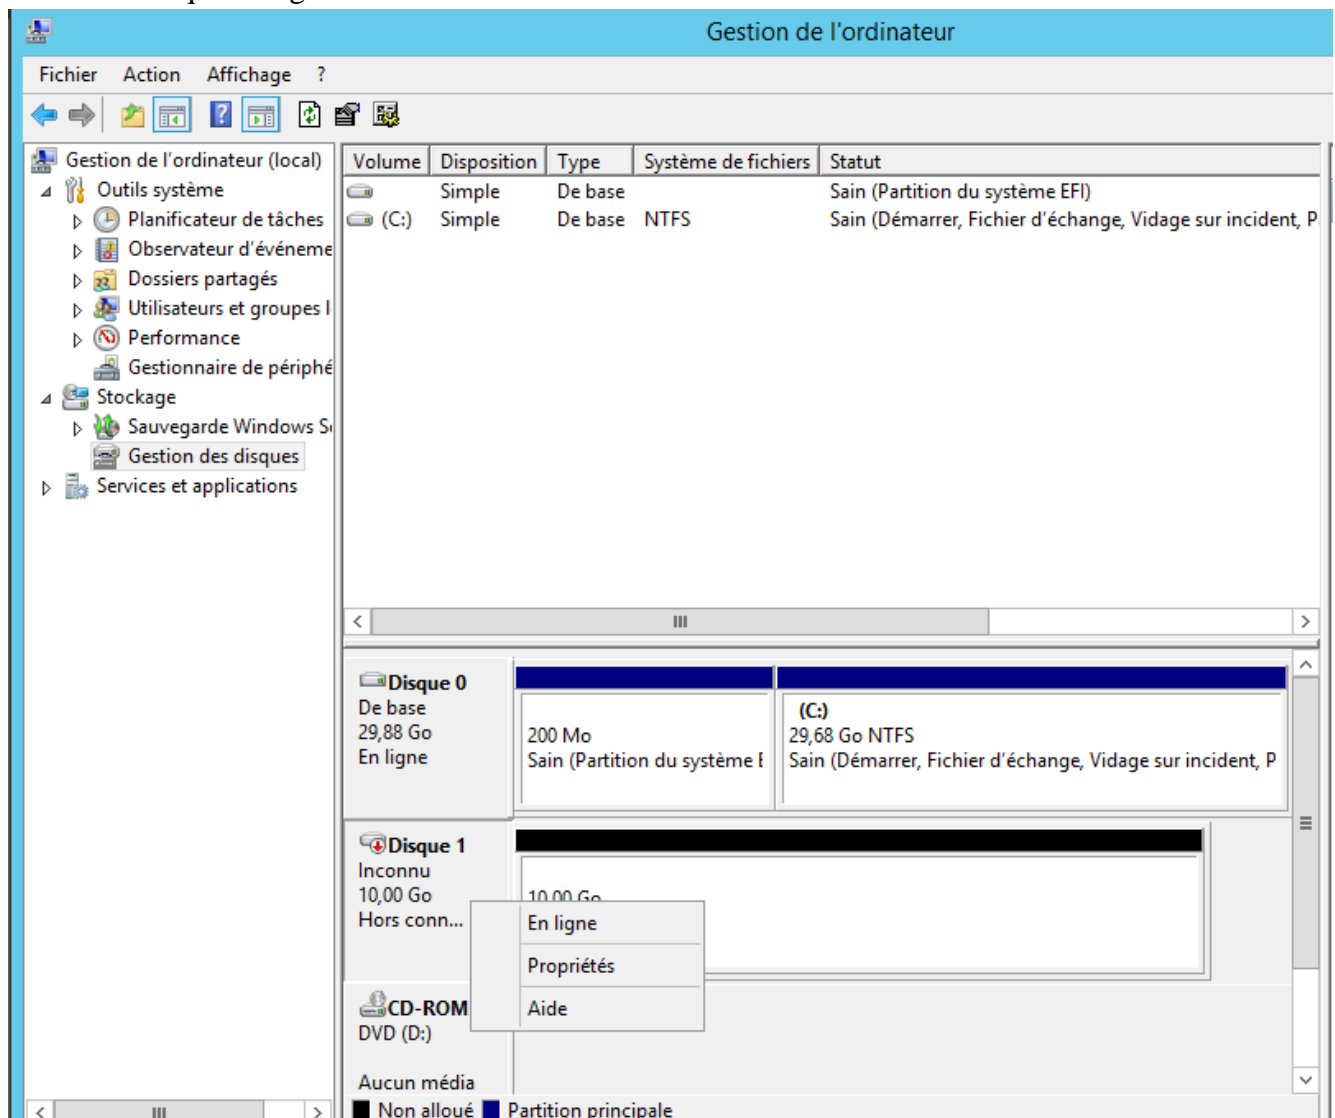 Gestion de l'ordinateur
Fichier Action Affichage ?
Gestion de l'ordinateur (local)
Outils système
Planificateur de tâches
Observateur d'événeme
Dossiers partagés
Utilisateurs et groupes l
Performance
Gestionnaire de périphé
Stockage
Sauvegarde Windows Se
Gestion des disques
Services et applications
Volume Disposition Type Système de fichiers Statut
Simple De base Sain (Partition du système EFI)
(C:) Simple De base NTFS Sain (Démarrer, Fichier d'échange, Vidage sur incident, P
Disque 0
De base
29,88 Go
En ligne
200 Mo
Sain (Partition du système E
(C:)
29,68 Go NTFS
Sain (Démarrer, Fichier d'échange, Vidage sur incident, P
Disque 1
Inconnu
10,00 Go
Hors conn...
10,00 Go
En ligne
Propriétés
Aide
CD-ROM
DVD (D:)
Aucun média
Non alloué Partition principale